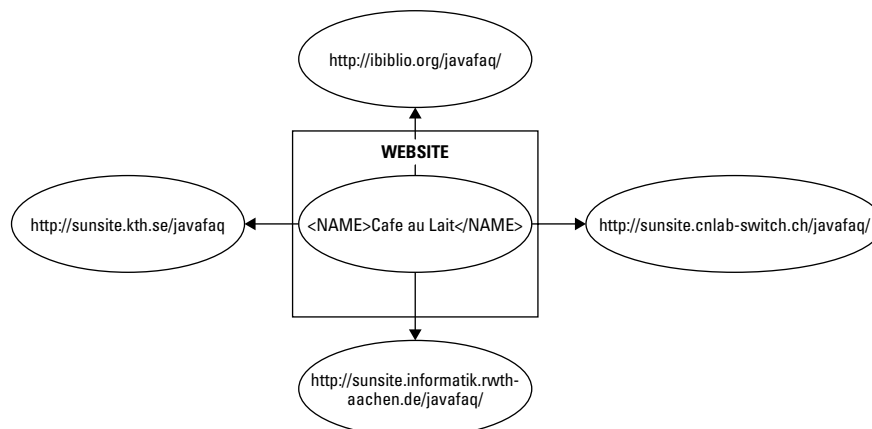 http://ibiblio.org/javafaq/
WEBSITE
http://sunsite.kth.se/javafaq
<NAME>Cafe au Lait</NAME>
http://sunsite.cnlab-switch.ch/javafaq/
http://sunsite.informatik.rwth-
aachen.de/javafaq/